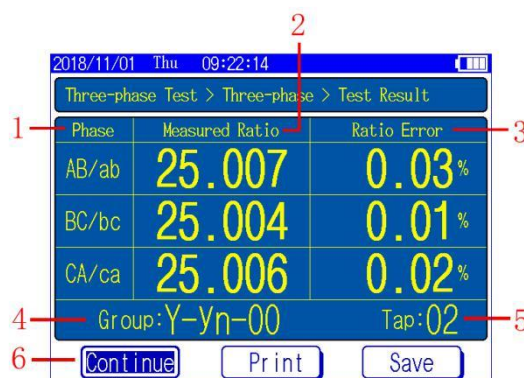 2
2018/11/01 Thu 09:22:14
Three-phase Test > Three-phase > Test Result
1 Phase Measured Ratio Ratio Error 3
AB/ab 25.007 0.03%
BC/bc 25.004 0.01%
CA/ca 25.006 0.02%
4 Group:Y-yn-00 Tap:02 5
6 Continue Print Save